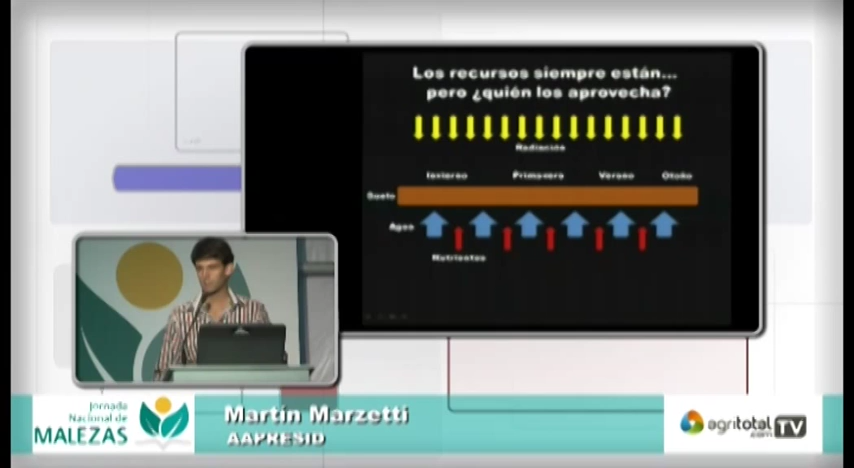 Los recursos siempre están...
pero ¿quién los aprovecha?
Radiación
Invierno Primavera Verano Otoño
Suelo
Agua
Nutrientes
Jornada
Nacional de
MALEZAS
Martín Marzetti
AAPRESID
agritotal
.com
TV